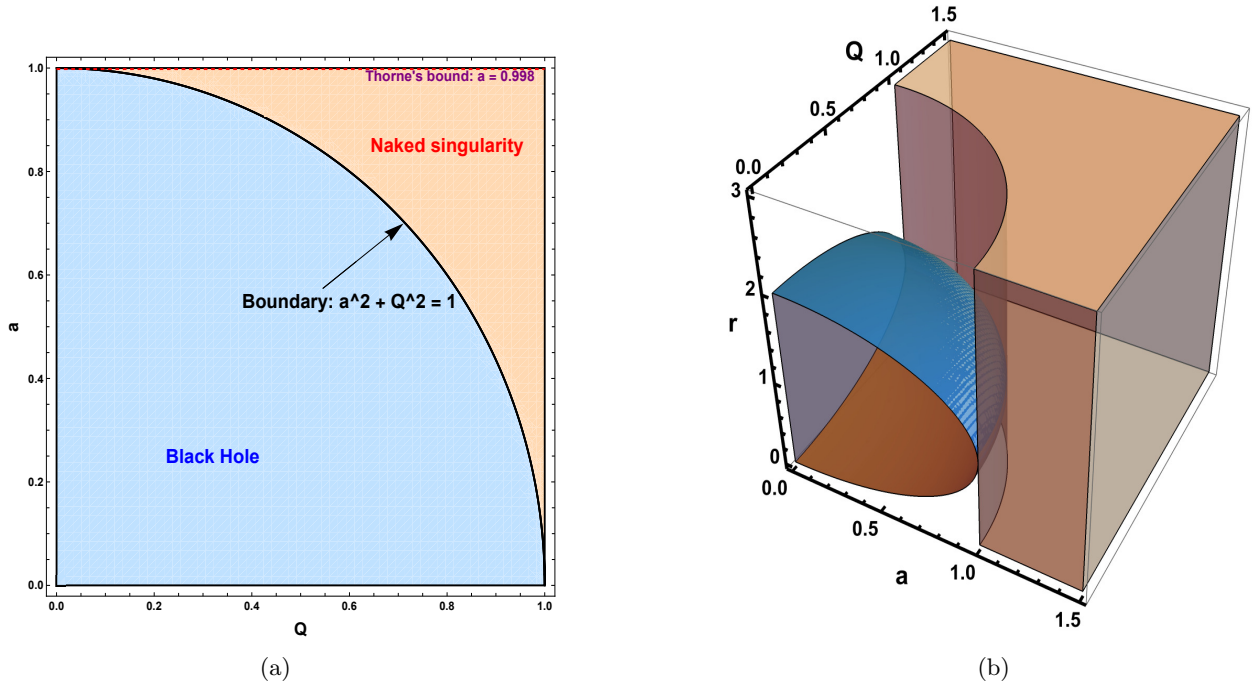 1.0
0.8
0.6
0.4
0.2
0.0
a
Thorne's bound: a = 0.998
Naked singularity
Boundary: a^2 + Q^2 = 1
Black Hole
0.0 0.2 0.4 0.6 0.8 1.0
Q
(a)
1.5
Q 1.0
0.5
0.0
3
2
r
1
0
0.0
0.5
a 1.0
1.5
(b)